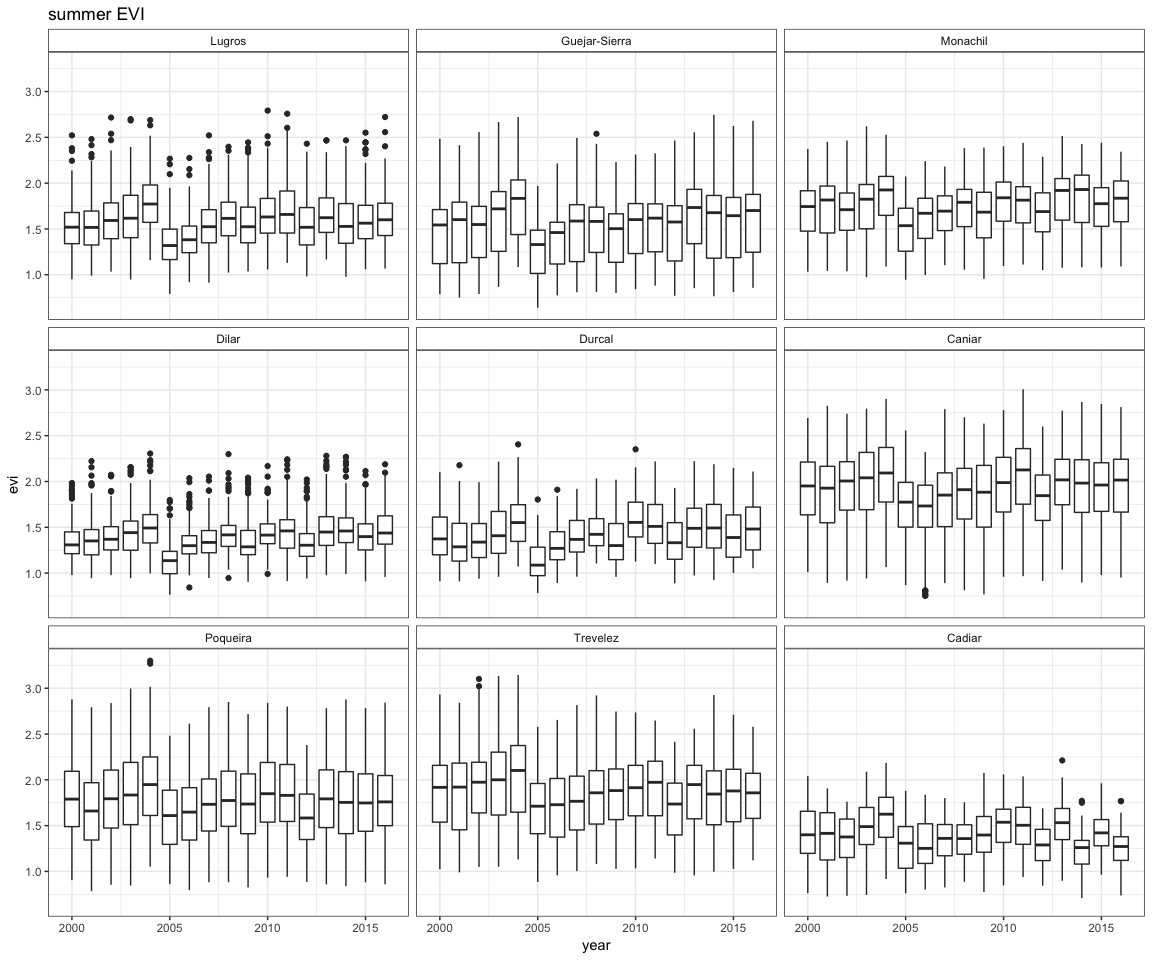 summer EVI
Lugros Guejar-Sierra Monachil
3.0
2.5
2.0
1.5
1.0
Dilar Durcal Caniar
3.0
2.5
2.0
1.5
1.0
evi
Poqueira Trevelez Cadiar
3.0
2.5
2.0
1.5
1.0
2000 2005 2010 2015 2000 2005 2010 2015 2000 2005 2010 2015
year